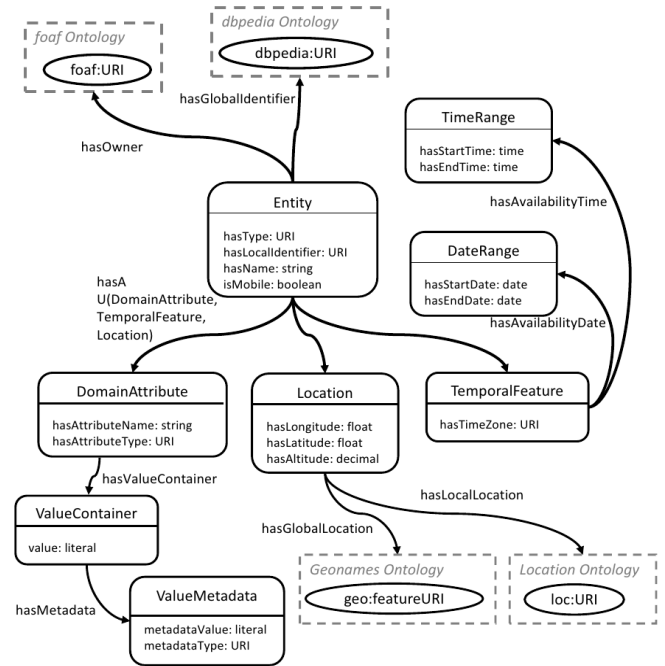 foaf Ontology
foaf:URI
dbpedia Ontology
dbpedia:URI
hasGlobalIdentifier
hasOwner
TimeRange
hasStartTime: time
hasEndTime: time
hasAvailabilityTime
Entity
hasType: URI
hasLocalIdentifier: URI
hasName: string
isMobile: boolean
DateRange
hasStartDate: date
hasEndDate: date
hasAvailabilityDate
hasA
U(DomainAttribute,
TemporalFeature,
Location)
DomainAttribute
hasAttributeName: string
hasAttributeType: URI
Location
hasLongitude: float
hasLatitude: float
hasAltitude: decimal
TemporalFeature
hasTimeZone: URI
hasValueContainer
ValueContainer
value: literal
hasGlobalLocation
hasLocalLocation
hasMetadata
ValueMetadata
metadataValue: literal
metadataType: URI
Geonames Ontology
geo:featureURI
Location Ontology
loc:URI